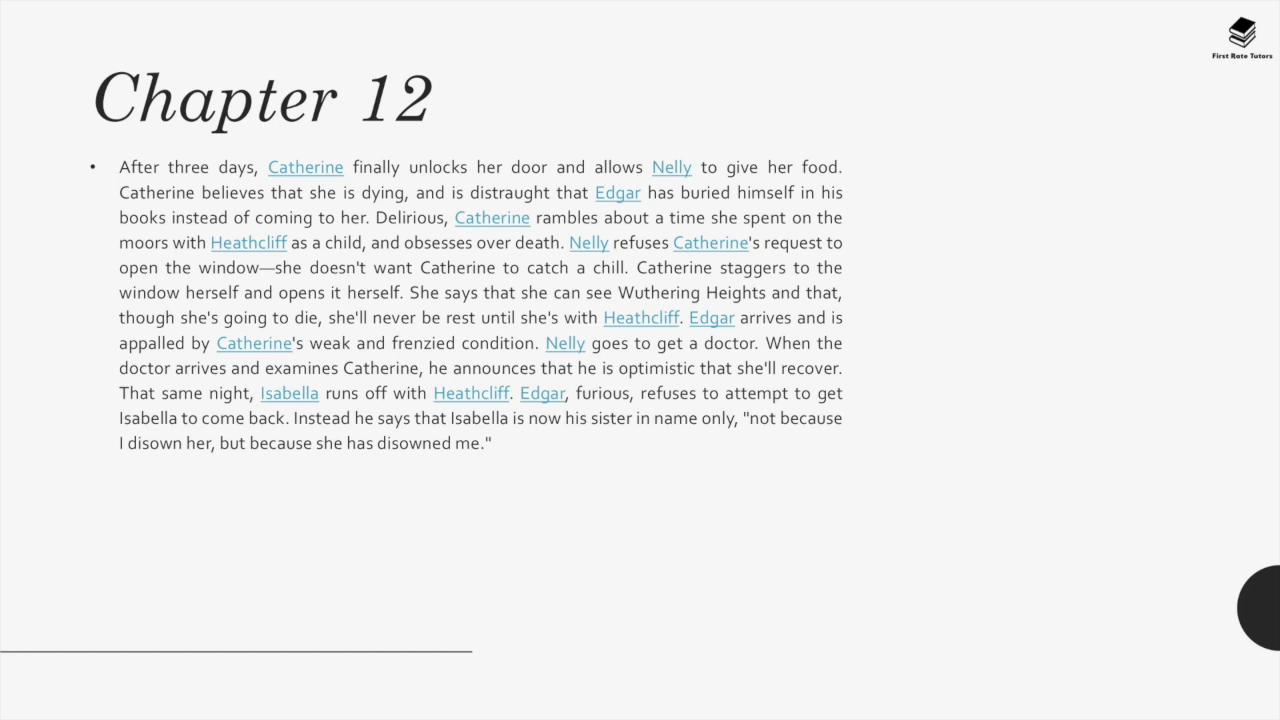 First Rate Tutors
Chapter 12
• After three days, Catherine finally unlocks her door and allows Nelly to give her food.
Catherine believes that she is dying, and is distraught that Edgar has buried himself in his
books instead of coming to her. Delirious, Catherine rambles about a time she spent on the
moors with Heathcliff as a child, and obsesses over death. Nelly refuses Catherine's request to
open the window—she doesn't want Catherine to catch a chill. Catherine staggers to the
window herself and opens it herself. She says that she can see Wuthering Heights and that,
though she's going to die, she'll never be rest until she's with Heathcliff. Edgar arrives and is
appalled by Catherine's weak and frenzied condition. Nelly goes to get a doctor. When the
doctor arrives and examines Catherine, he announces that he is optimistic that she'll recover.
That same night, Isabella runs off with Heathcliff. Edgar, furious, refuses to attempt to get
Isabella to come back. Instead he says that Isabella is now his sister in name only, "not because
I disown her, but because she has disowned me."